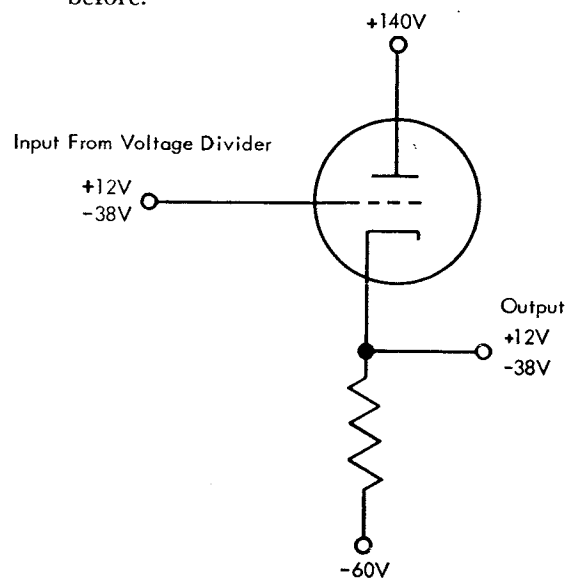 before.
+140V
Input From Voltage Divider
+12V
-38V
Output
+12V
-38V
-60V